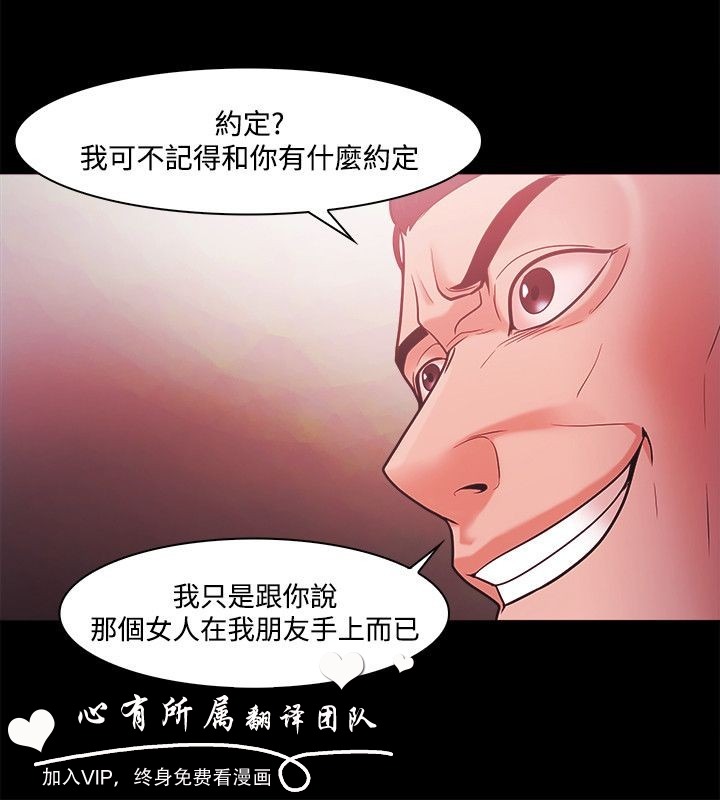 約定?
我可不記得和你有什麼約定
我只是跟你說
那個女人在我朋友手上而已
心有所属翻译团队
加入VIP，终身免费看漫画